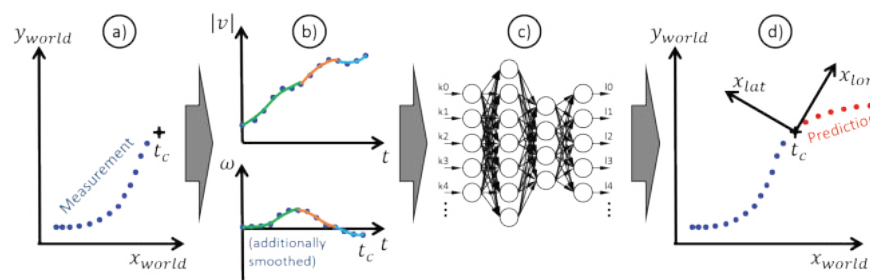 a)
y_world
Measurement
t_c
x_world
b)
|v|
t
ω
(additionally
smoothed)
t_c t
c)
k0
k1
k2
k3
k4
...
l0
l1
l2
l3
l4
...
d)
y_world
x_lat
x_lon
t_c
Prediction
x_world